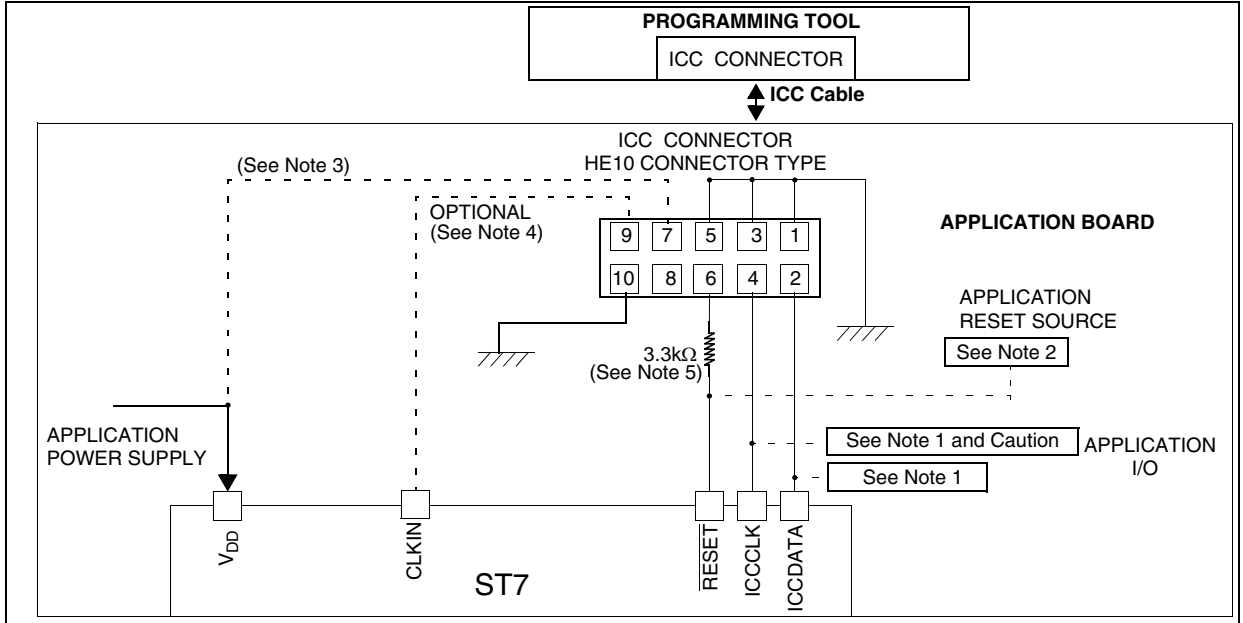 PROGRAMMING TOOL
ICC CONNECTOR
ICC Cable
ICC CONNECTOR
HE10 CONNECTOR TYPE
(See Note 3)
OPTIONAL
(See Note 4)
9 7 5 3 1
10 8 6 4 2
APPLICATION BOARD
APPLICATION
RESET SOURCE
See Note 2
3.3kΩ
(See Note 5)
APPLICATION
POWER SUPPLY
See Note 1 and Caution
See Note 1
APPLICATION
I/O
VDD
CLKIN
RESET
ICCCLK
ICCDATA
ST7